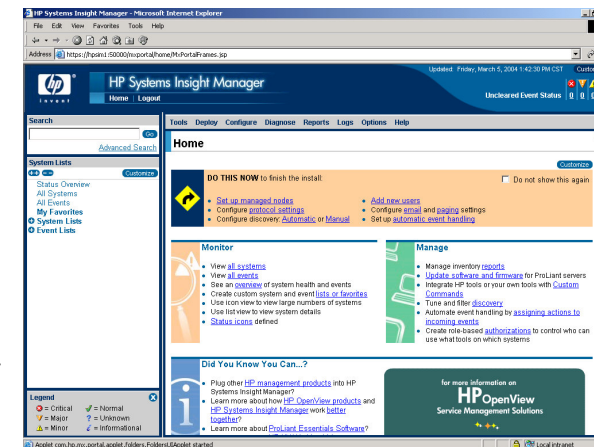 HP Systems Insight Manager - Microsoft Internet Explorer
File Edit View Favorites Tools Help
Address https://hpsim1:50000/mxportal/home/MxPortalFrames.jsp
Updated: Friday, March 5, 2004 1:42:30 PM CST
hp
invent
HP Systems Insight Manager
Home | Logout
Uncleared Event Status 0 0
Search
Go
Advanced Search
Tools Deploy Configure Diagnose Reports Logs Options Help
Home
System Lists
Customize
Status Overview
All Systems
All Events
My Favorites
System Lists
Event Lists
Customize
DO THIS NOW to finish the install:
Do not show this again
Set up managed nodes
Configure protocol settings
Configure discovery: Automatic or Manual
Add new users
Configure email and paging settings
Set up automatic event handling
Monitor
View all systems
View all events
See an overview of system health and events
Create custom system and event lists or favorites
Use icon view to view large numbers of systems
Use list view to view system details
Status icons defined
Manage
Manage inventory reports
Update software and firmware for ProLiant servers
Integrate HP tools or your own tools with Custom
Commands
Tune and filter discovery
Automate event handling by assigning actions to
incoming events
Create role-based authorizations to control who can
use what tools on which systems
Did You Know You Can...?
Plug other HP management products into HP
Systems Insight Manager?
Learn more about how HP OpenView products and
HP Systems Insight Manager work better
together?
Learn more about ProLiant Essentials Software?
for more information on
HP OpenView
Service Management Solutions
Legend
= Critical = Normal
= Major ? = Unknown
= Minor i = Informational
Applet com.hp.mx.portal.applet.folders.FoldersUIApplet started
Local intranet